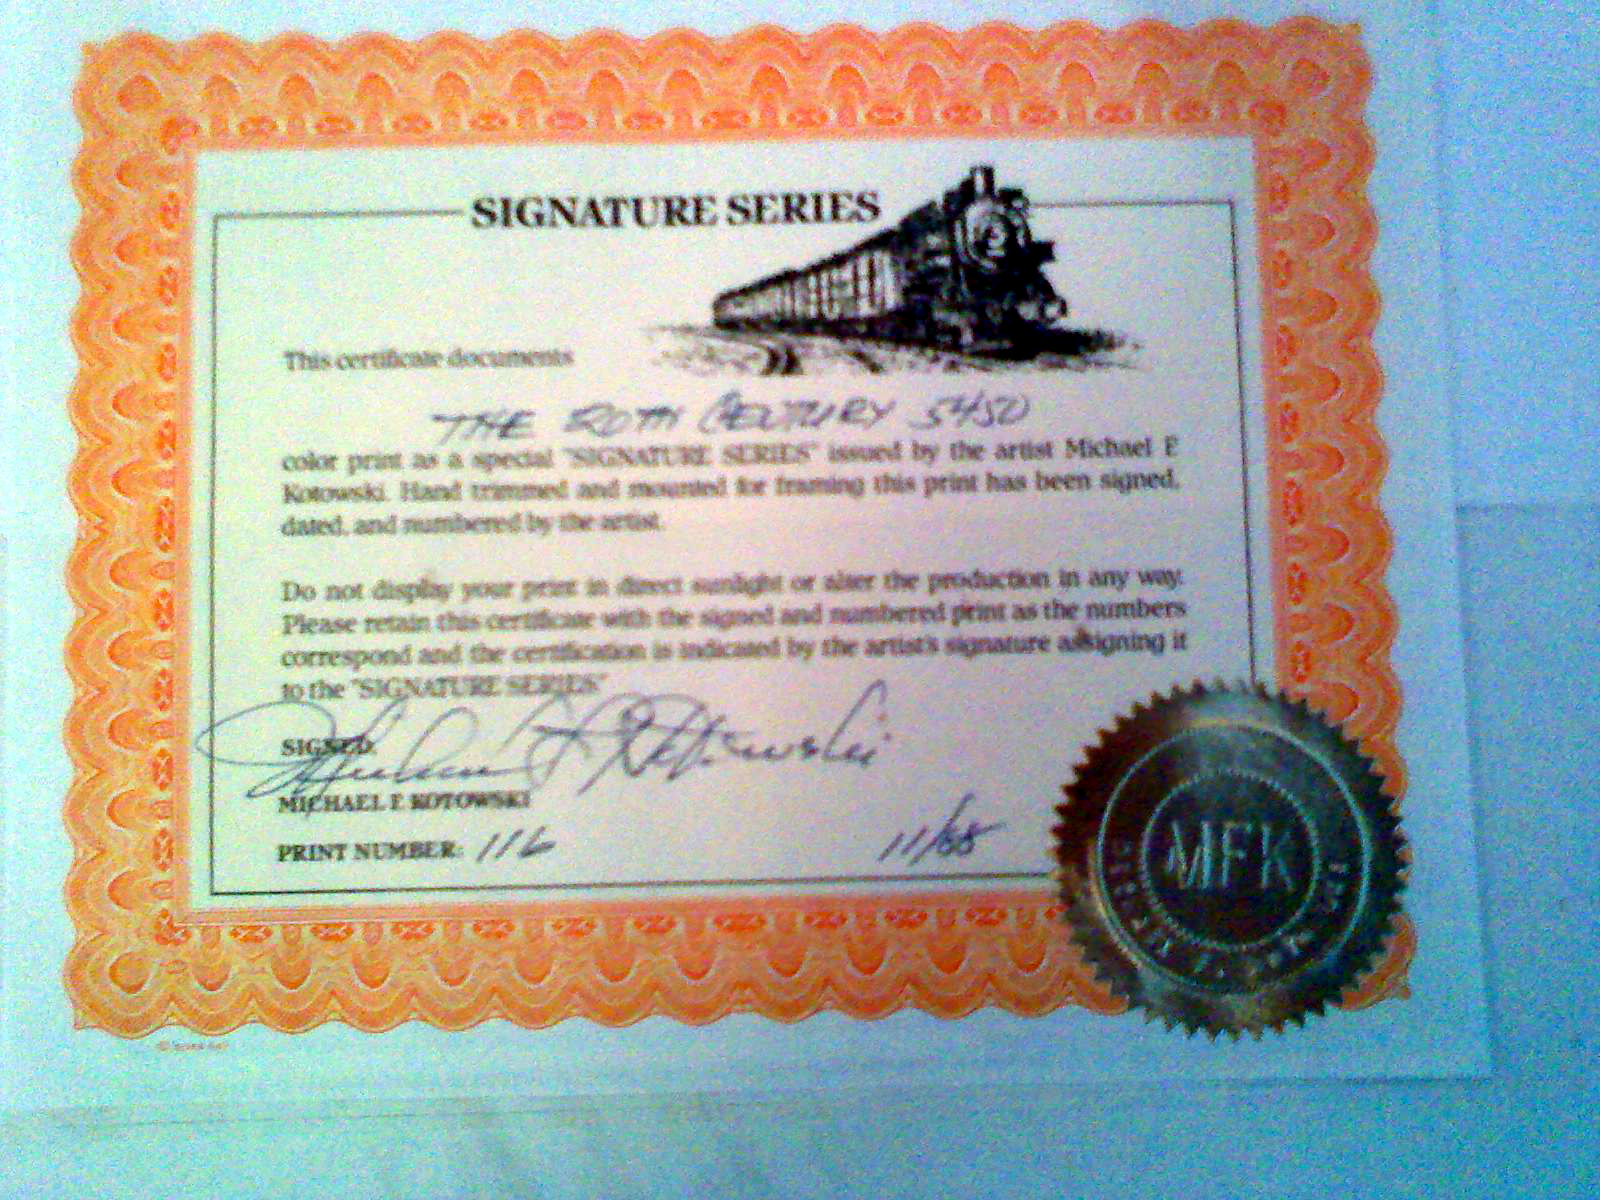 SIGNATURE SERIES
This certificate documents
THE 20TH CENTURY 5450
color print as a special "SIGNATURE SERIES" issued by the artist Michael F.
Kotowski. Hand trimmed and mounted for framing this print has been signed,
dated, and numbered by the artist.
Do not display your print in direct sunlight or alter the production in any way.
Please retain this certificate with the signed and numbered print as the numbers
correspond and the certification is indicated by the artist's signature assigning it
to the "SIGNATURE SERIES."
SIGNED:
MICHAEL F. KOTOWSKI
PRINT NUMBER: 116
11/88
MFK